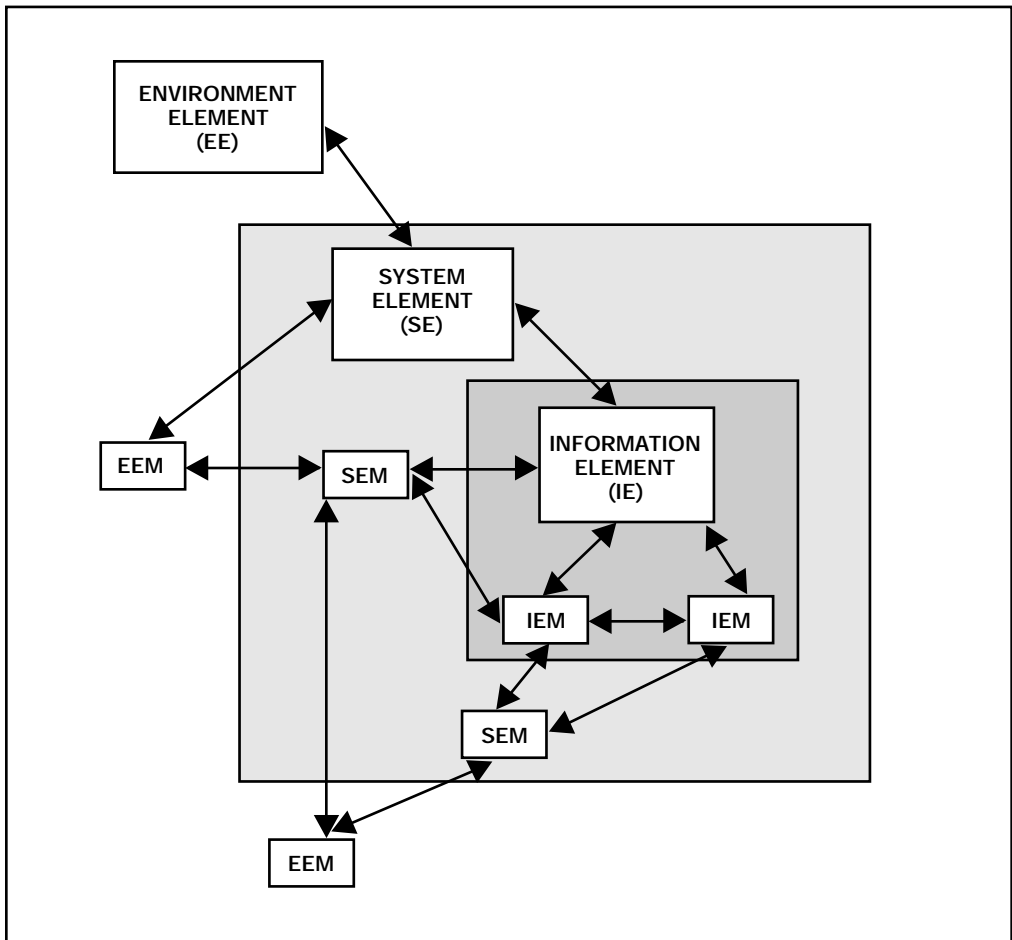 ENVIRONMENT
ELEMENT
(EE)
SYSTEM
ELEMENT
(SE)
INFORMATION
ELEMENT
(IE)
EEM
SEM
IEM
IEM
SEM
EEM